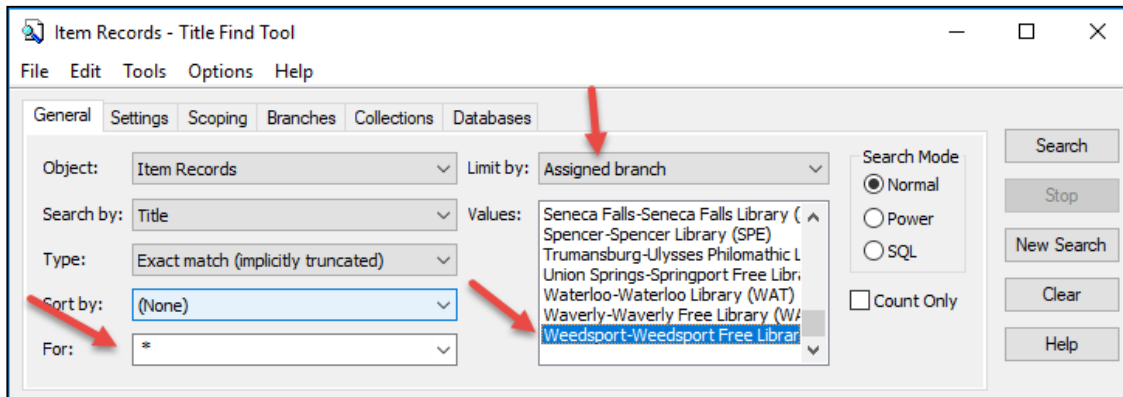 Item Records - Title Find Tool
File Edit Tools Options Help
General Settings Scoping Branches Collections Databases
Object: Item Records
Search by: Title
Type: Exact match (implicitly truncated)
Sort by: (None)
For: *
Limit by: Assigned branch
Values:
Seneca Falls-Seneca Falls Library (
Spencer-Spencer Library (SPE)
Trumansburg-Ulysses Philomathic L
Union Springs-Springport Free Libra
Waterloo-Waterloo Library (WAT)
Waverly-Waverly Free Library (WA
Weedsport-Weedsport Free Librar
Search Mode
Normal
Power
SQL
Count Only
Search
Stop
New Search
Clear
Help